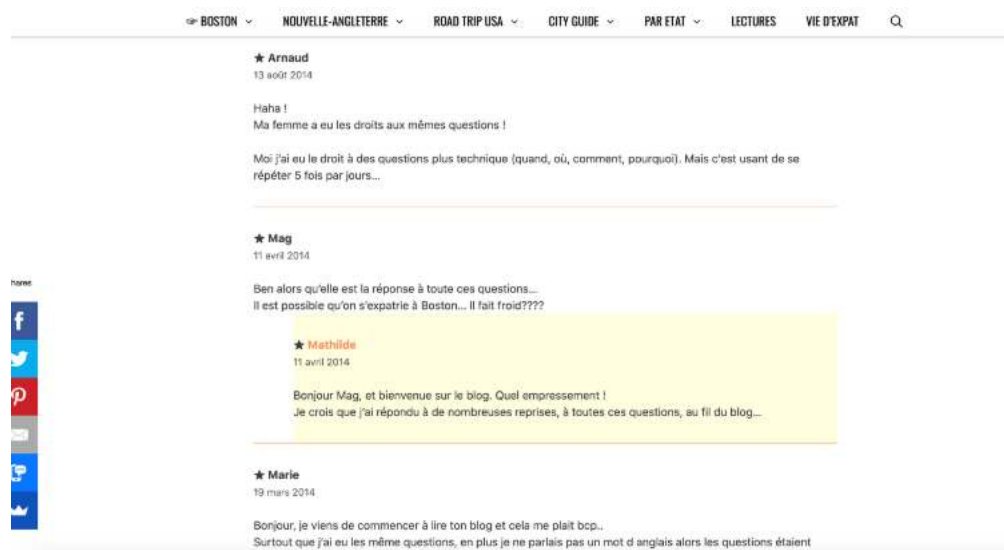 ☞ BOSTON NOUVELLE-ANGLETERRE ROAD TRIP USA CITY GUIDE PAR ETAT LECTURES VIE D'EXPAT
★ Arnaud
13 août 2014
Haha !
Ma femme a eu les droits aux mêmes questions !
Moi j'ai eu le droit à des questions plus technique (quand, où, comment, pourquoi). Mais c'est usant de se
répéter 5 fois par jours...
★ Mag
11 avril 2014
hares
Ben alors qu'elle est la réponse à toute ces questions...
Il est possible qu'on s'expatrie à Boston... Il fait froid????
★ Mathilde
11 avril 2014
Bonjour Mag, et bienvenue sur le blog. Quel empressement !
Je crois que j'ai répondu à de nombreuses reprises, à toutes ces questions, au fil du blog...
★ Marie
19 mars 2014
Bonjour, je viens de commencer à lire ton blog et cela me plait bcp..
Surtout que j'ai eu les même questions, en plus je ne parlais pas un mot d anglais alors les questions étaient